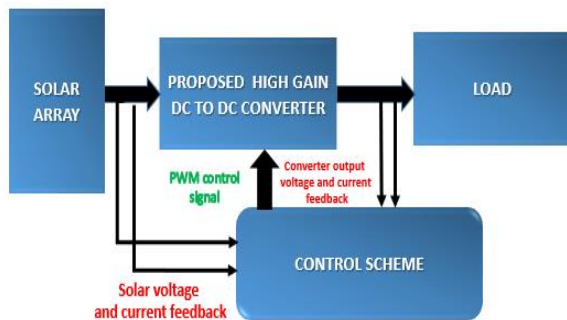 SOLAR
ARRAY
PROPOSED HIGH GAIN
DC TO DC CONVERTER
LOAD
PWM control
signal
Converter output
voltage and current
feedback
CONTROL SCHEME
Solar voltage
and current feedback